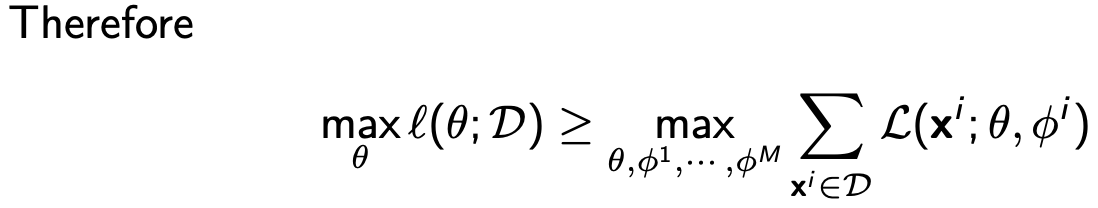 Therefore
max_θ ℓ(θ; 𝒟) ≥ max_{θ,ϕ¹,⋯,ϕᴹ} ∑_{𝐱ⁱ∈𝒟} ℒ(𝐱ⁱ; θ, ϕⁱ)